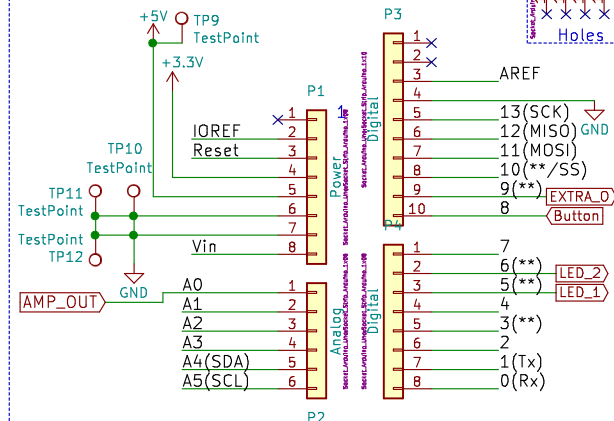 +5V
TP9
TestPoint
+3.3V
P1
1
1
IOREF
2
Reset
3
4
5
6
7
Vin
8
Power
TP10
TestPoint
TP11
TestPoint
TestPoint
TP12
GND
AMP_OUT
A0
1
A1
2
A2
3
A3
4
A4(SDA)
5
A5(SCL)
6
Analog
P2
P3
1
2
3
AREF
4
GND
5
13(SCK)
6
12(MISO)
7
11(MOSI)
8
10(**/SS)
9
9(**)
EXTRA_0
10
8
Button
Digital
P4
1
7
2
6(**)
LED_2
3
5(**)
LED_1
4
4
5
3(**)
6
2
7
1(Tx)
8
0(Rx)
Digital
Holes